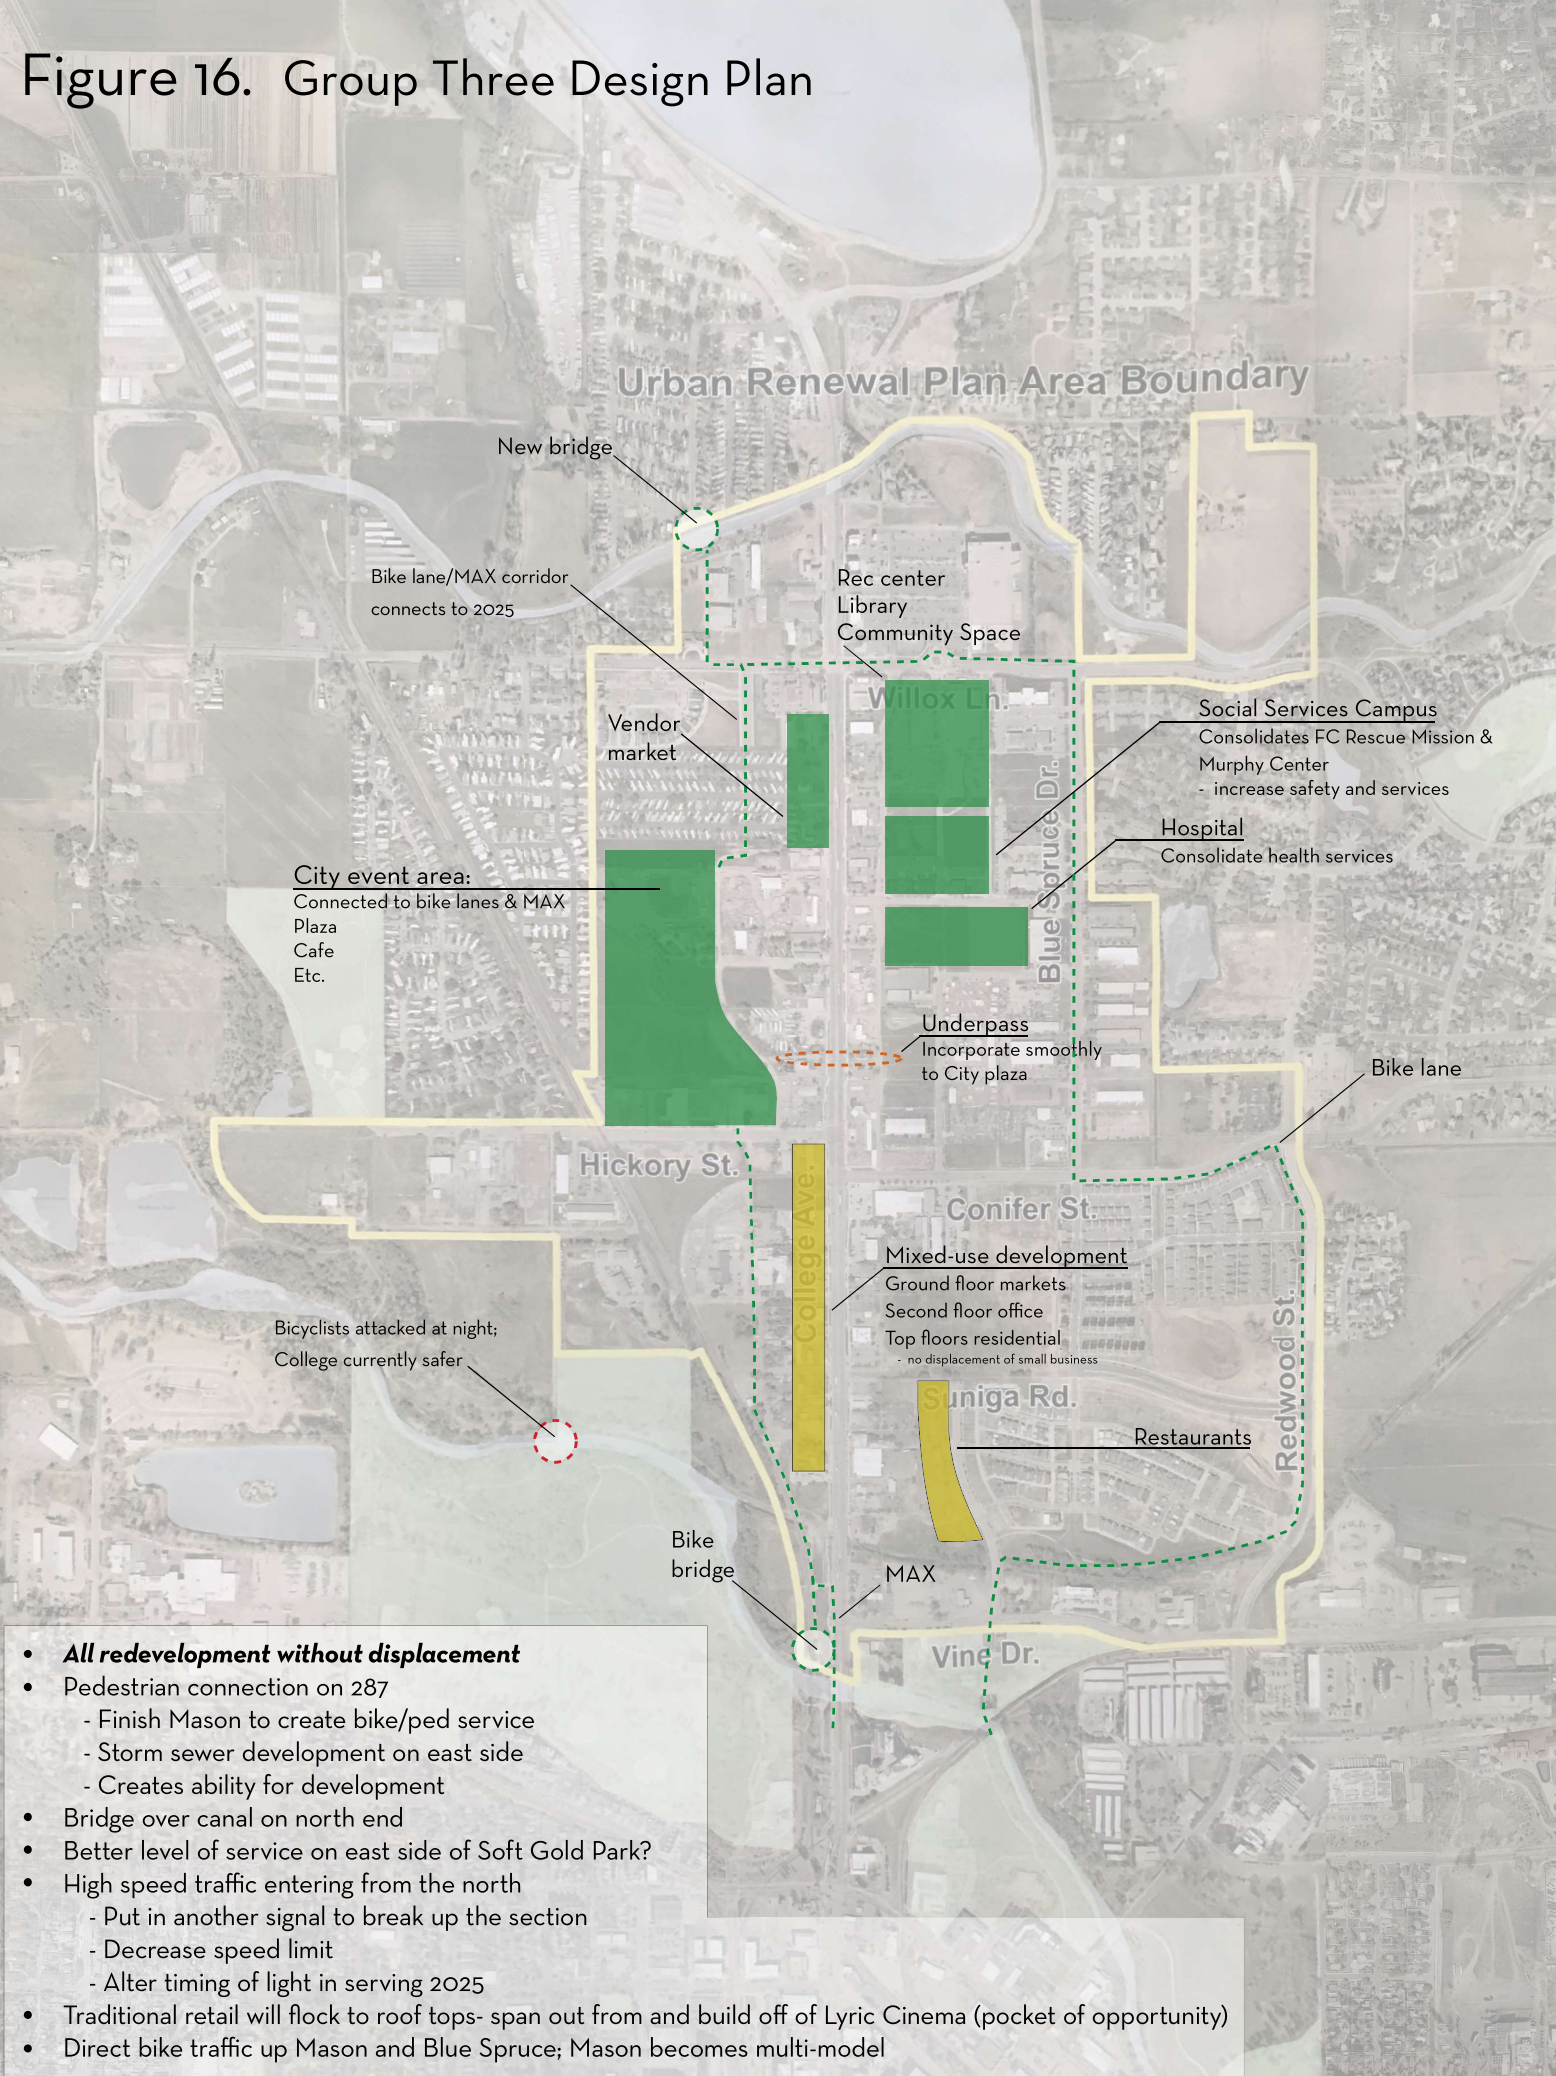 Figure 16. Group Three Design Plan
Urban Renewal Plan Area Boundary
New bridge
Bike lane/MAX corridor
connects to 2025
Rec center
Library
Community Space
Willox Ln.
Vendor
market
Social Services Campus
Consolidates FC Rescue Mission &
Murphy Center
- increase safety and services
Blue Spruce Dr.
Hospital
Consolidate health services
City event area:
Connected to bike lanes & MAX
Plaza
Cafe
Etc.
Underpass
Incorporate smoothly
to City plaza
Bike lane
Hickory St.
College Ave.
Conifer St.
Mixed-use development
Ground floor markets
Second floor office
Top floors residential
- no displacement of small business
Bicyclists attacked at night;
College currently safer
Suniga Rd.
Redwood St.
Restaurants
Bike
bridge
MAX
Vine Dr.
• All redevelopment without displacement
• Pedestrian connection on 287
- Finish Mason to create bike/ped service
- Storm sewer development on east side
- Creates ability for development
• Bridge over canal on north end
• Better level of service on east side of Soft Gold Park?
• High speed traffic entering from the north
- Put in another signal to break up the section
- Decrease speed limit
- Alter timing of light in serving 2025
• Traditional retail will flock to roof tops- span out from and build off of Lyric Cinema (pocket of opportunity)
• Direct bike traffic up Mason and Blue Spruce; Mason becomes multi-model